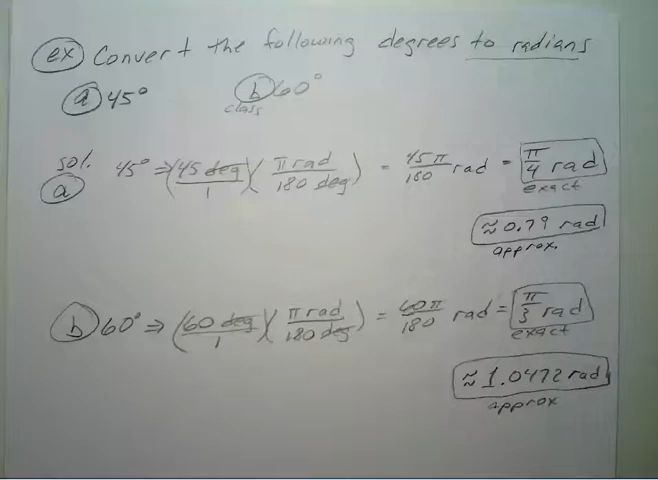 ex Convert the following degrees to radians
a 45° b 60°
class
sol.
a 45° ⇒ (45 deg/1)(π rad/180 deg) = 45π/180 rad = π/4 rad
exact
≈ 0.79 rad
approx.
b 60° ⇒ (60 deg/1)(π rad/180 deg) = 60π/180 rad = π/3 rad
exact
≈ 1.0472 rad
approx